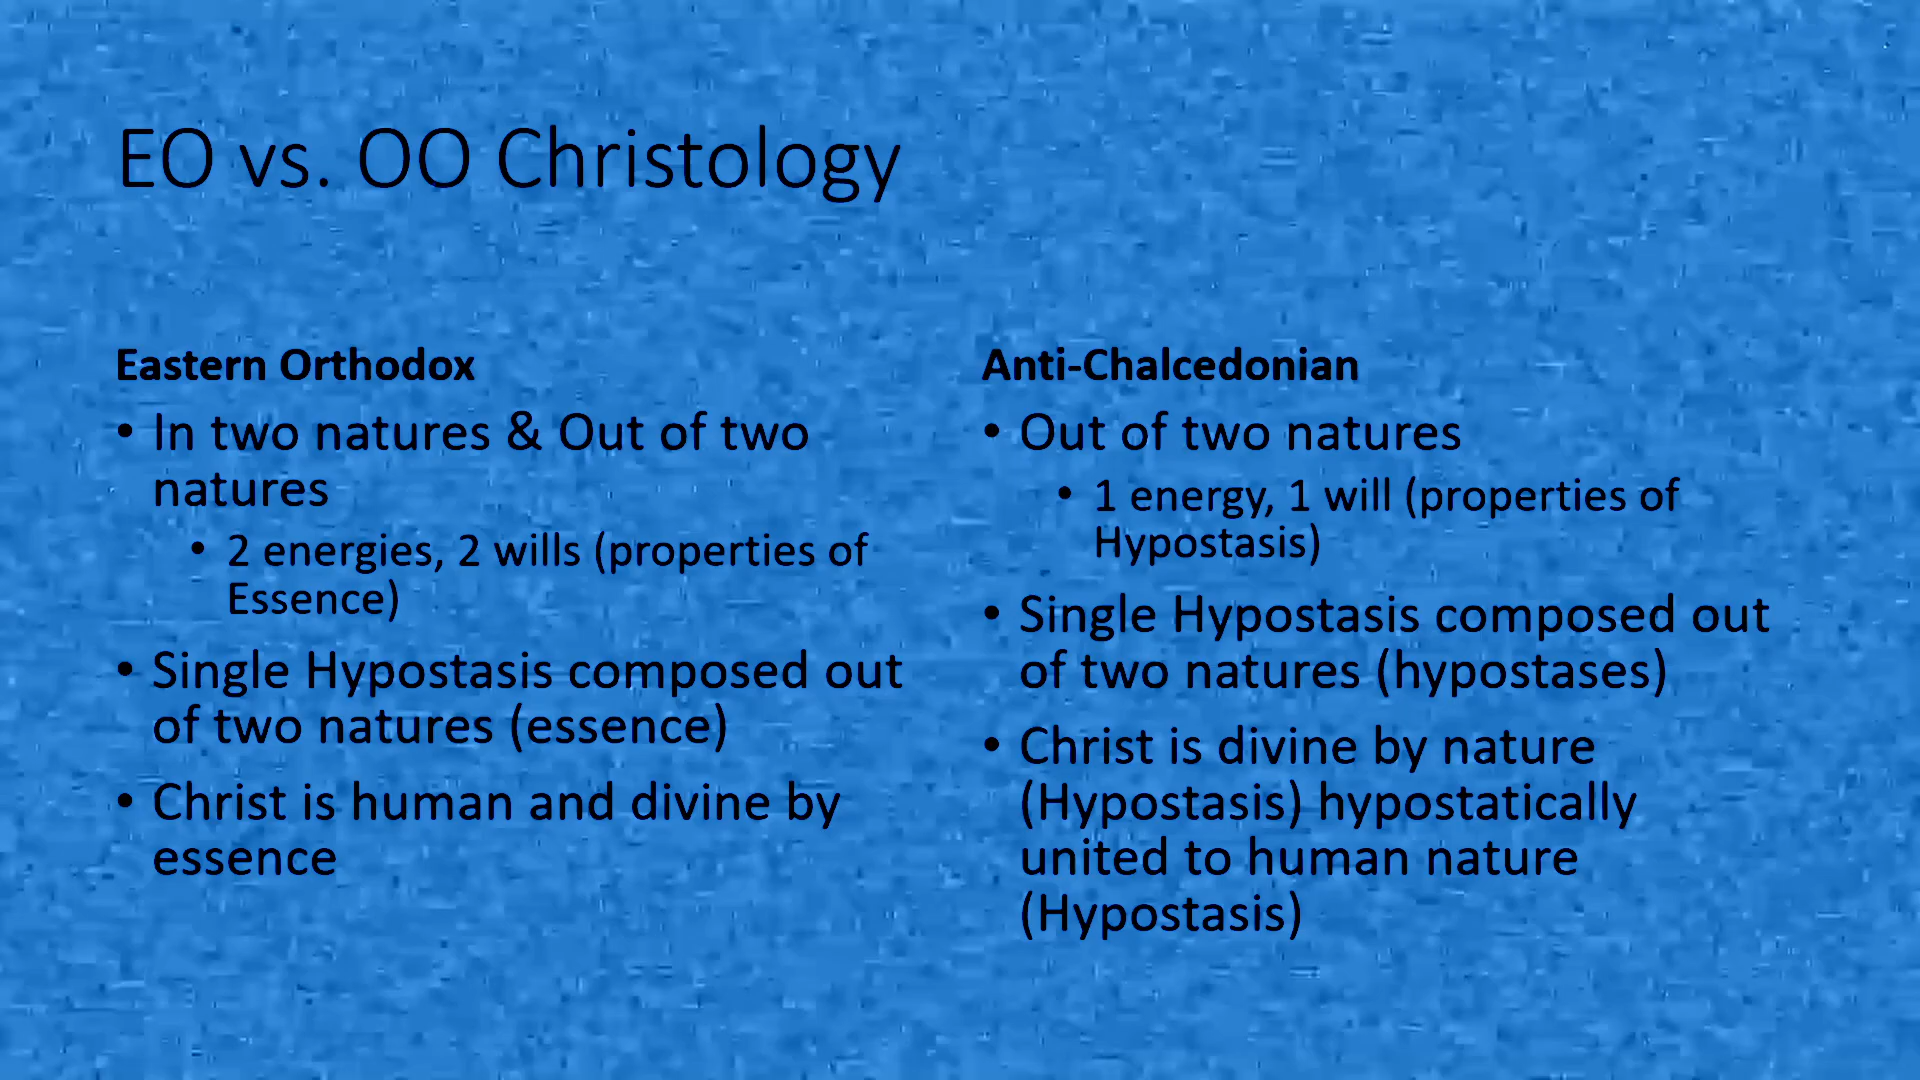 EO vs. OO Christology
Eastern Orthodox
• In two natures & Out of two
natures
• 2 energies, 2 wills (properties of
Essence)
• Single Hypostasis composed out
of two natures (essence)
• Christ is human and divine by
essence
Anti-Chalcedonian
• Out of two natures
• 1 energy, 1 will (properties of
Hypostasis)
• Single Hypostasis composed out
of two natures (hypostases)
• Christ is divine by nature
(Hypostasis) hypostatically
united to human nature
(Hypostasis)